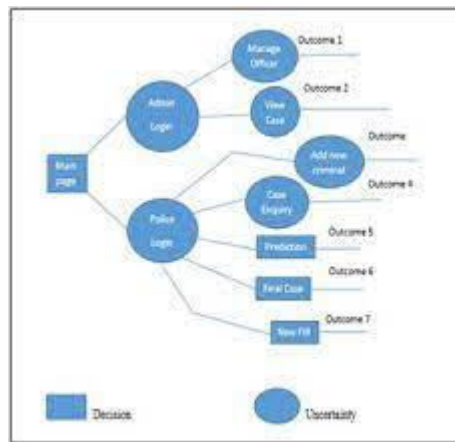 Outcome 1
Manage
Officer
Admin
Login
Outcome 2
View
Case
Main
page
Outcome
Add new
criminal
Outcome 4
Case
Enquiry
Police
Login
Outcome 5
Prediction
Outcome 6
Final Case
Outcome 7
New FIR
Decision
Uncertainty